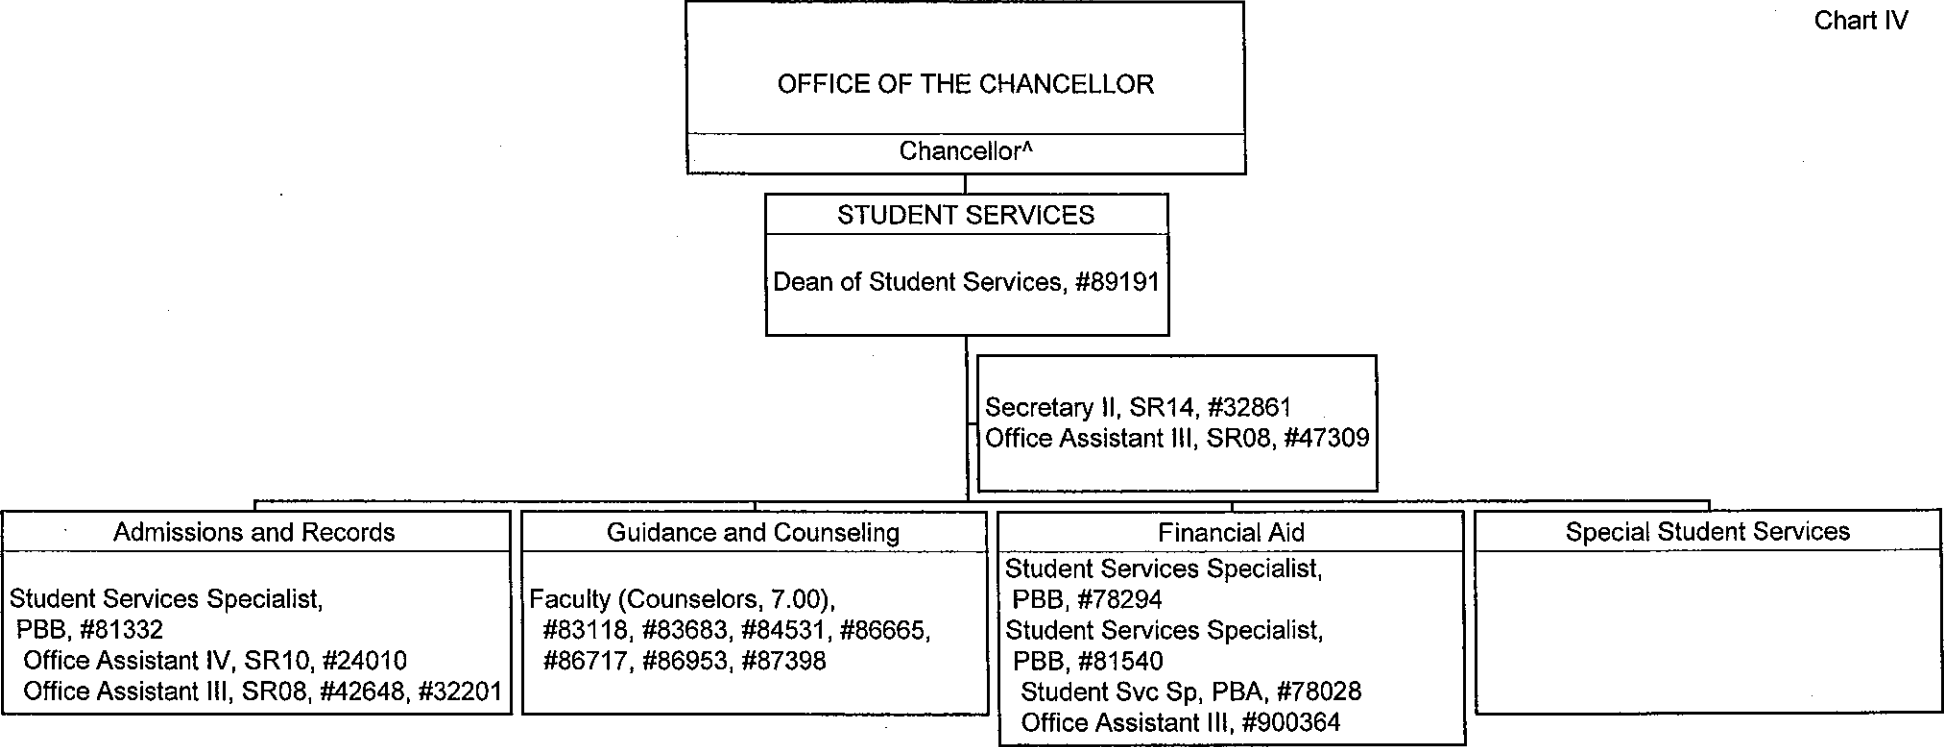 Chart IV
OFFICE OF THE CHANCELLOR
Chancellor^
STUDENT SERVICES
Dean of Student Services, #89191
Secretary II, SR14, #32861
Office Assistant III, SR08, #47309
Admissions and Records
Student Services Specialist,
PBB, #81332
Office Assistant IV, SR10, #24010
Office Assistant III, SR08, #42648, #32201
Guidance and Counseling
Faculty (Counselors, 7.00),
#83118, #83683, #84531, #86665,
#86717, #86953, #87398
Financial Aid
Student Services Specialist,
PBB, #78294
Student Services Specialist,
PBB, #81540
Student Svc Sp, PBA, #78028
Office Assistant III, #900364
Special Student Services